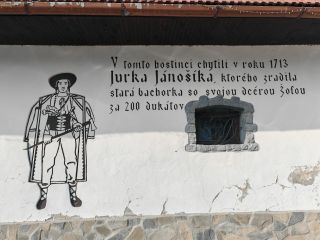 V tomto hostinci chytili v roku 1713
Jurka Jánošíka, ktorého zradila
stará bachorka so svojou dcérou Žofou
za 200 dukátov